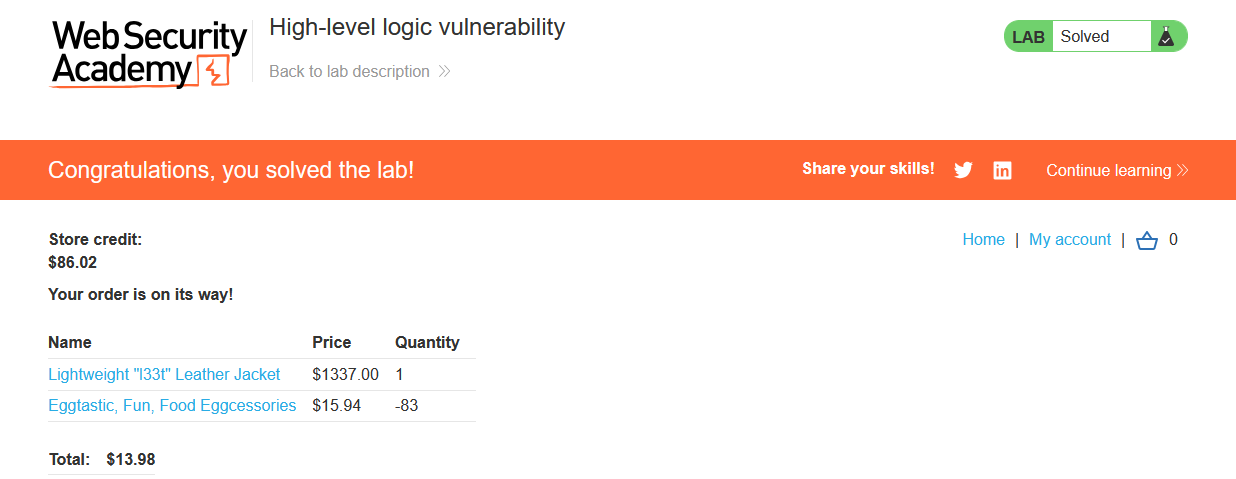 Web Security
Academy
High-level logic vulnerability
Back to lab description
LAB Solved
Congratulations, you solved the lab!
Share your skills!
in
Continue learning
Store credit:
$86.02
Home | My account | 0
Your order is on its way!
Name Price Quantity
Lightweight "l33t" Leather Jacket $1337.00 1
Eggtastic, Fun, Food Eggcessories $15.94 -83
Total: $13.98